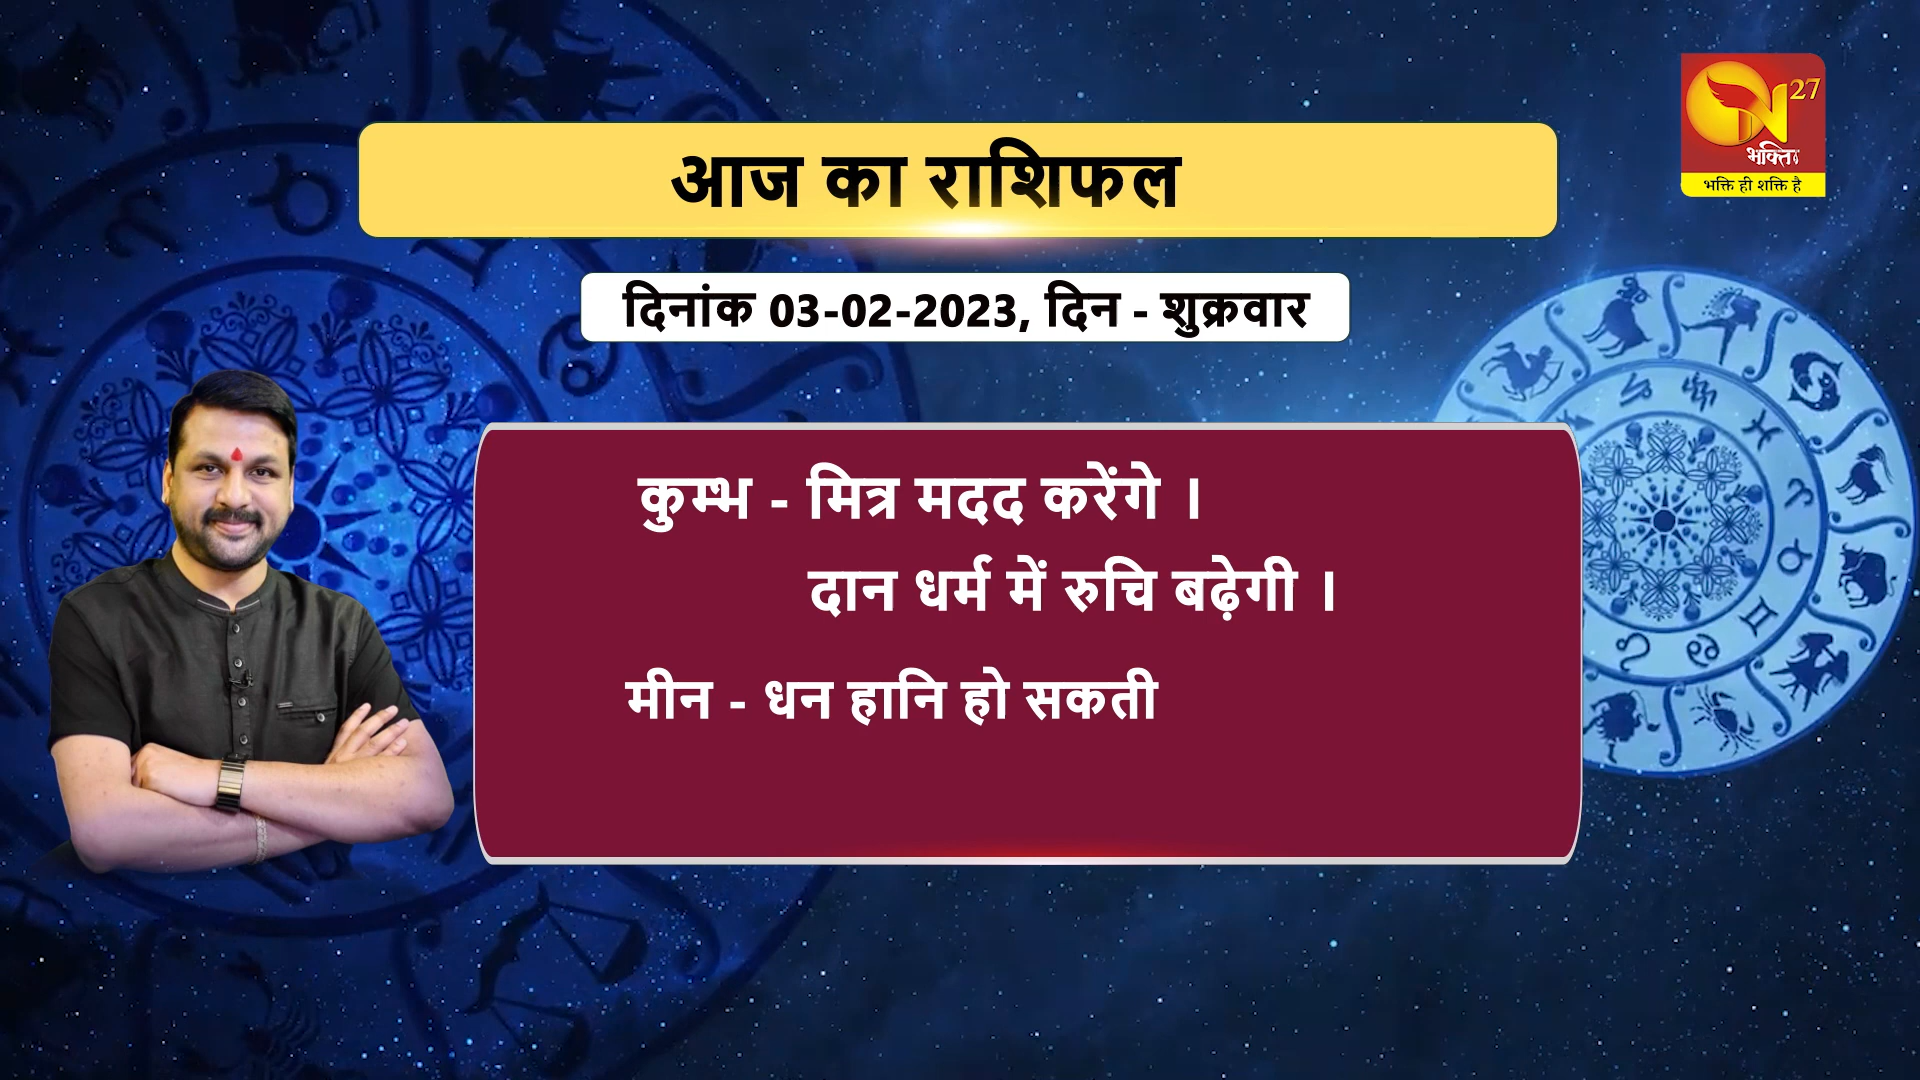 27
भक्ति
भक्ति ही शक्ति है
आज का राशिफल
दिनांक 03-02-2023, दिन - शुक्रवार
कुम्भ - मित्र मदद करेंगे ।
दान धर्म में रुचि बढ़ेगी ।
मीन - धन हानि हो सकती